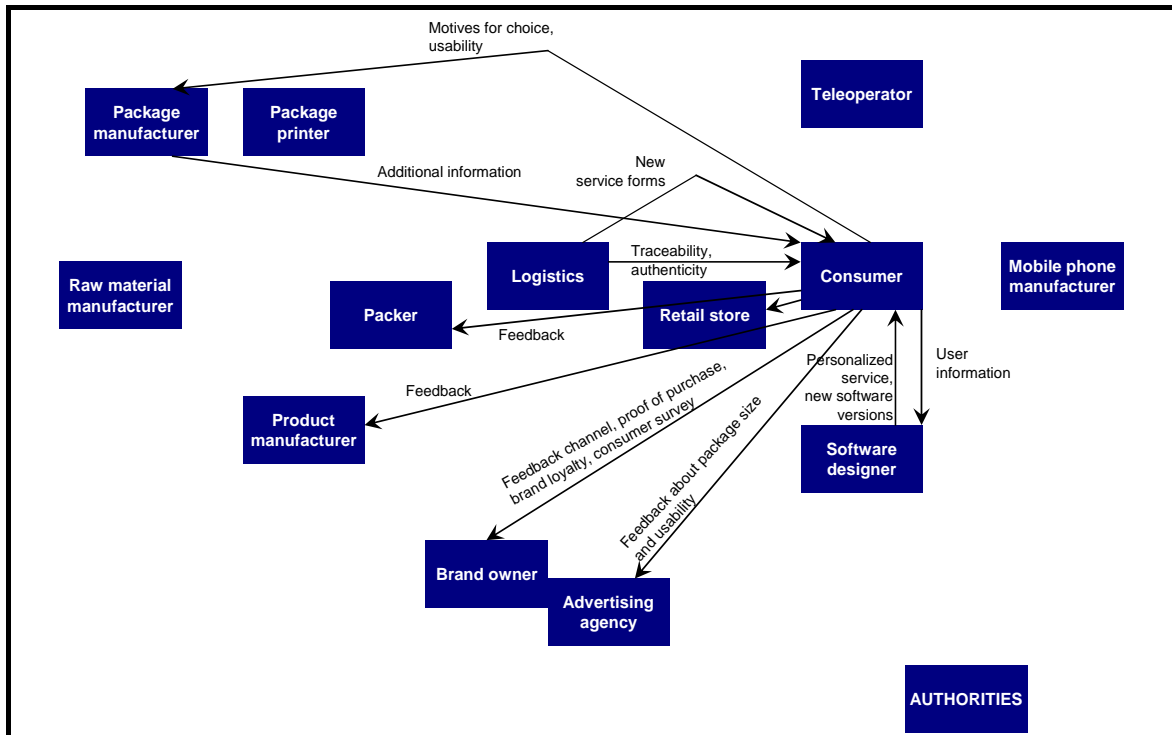 Motives for choice,
usability
Package
manufacturer
Package
printer
Teleoperator
Additional information
New
service forms
Raw material
manufacturer
Logistics
Traceability,
authenticity
Consumer
Mobile phone
manufacturer
Packer
Feedback
Retail store
Personalized
service,
new software
versions
User
information
Feedback
Product
manufacturer
Feedback channel, proof of purchase,
brand loyalty, consumer survey
Feedback about package size
and usability
Software
designer
Brand owner
Advertising
agency
AUTHORITIES